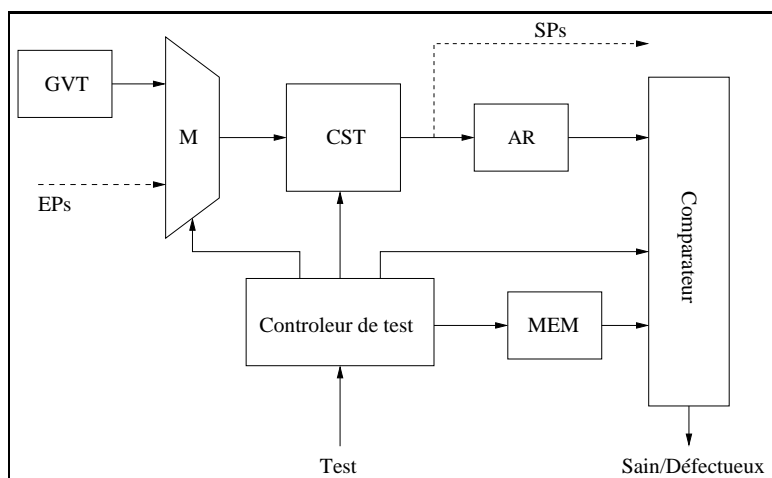 SPs
GVT
M
CST
AR
EPs
Comparateur
Controleur de test
MEM
Test
Sain/Défectueux